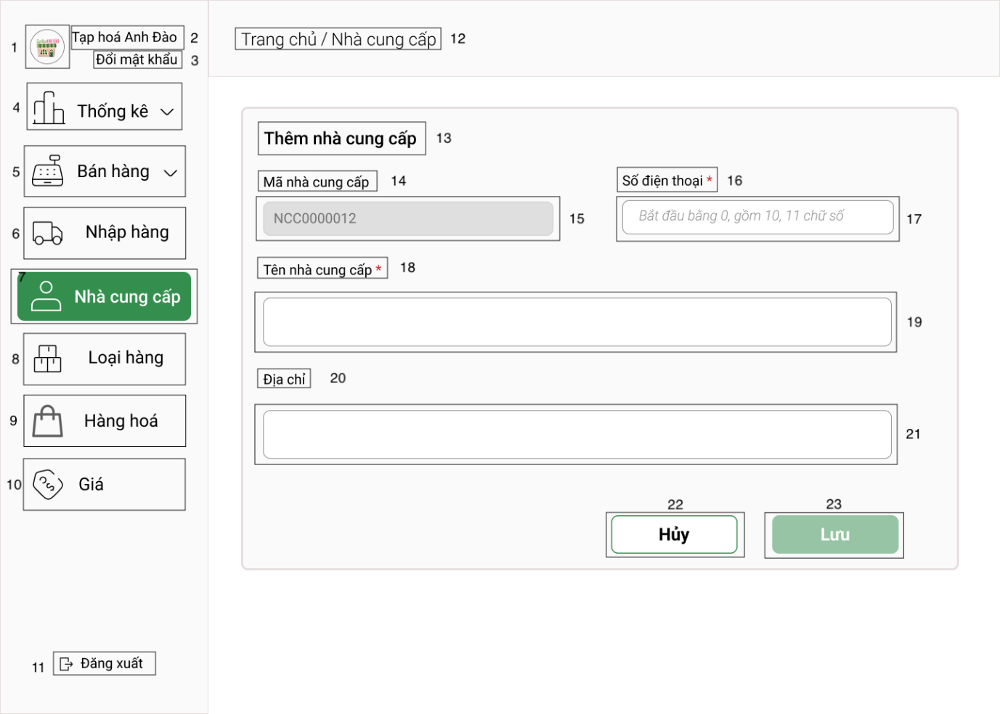 1
Tạp hoá Anh Đào 2
Đổi mật khẩu 3
4 Thống kê
5 Bán hàng
6 Nhập hàng
7 Nhà cung cấp
8 Loại hàng
9 Hàng hoá
10 Giá
11 Đăng xuất
Trang chủ / Nhà cung cấp 12
Thêm nhà cung cấp 13
Mã nhà cung cấp 14
Số điện thoại * 16
NCC0000012 15
Bắt đầu bằng 0, gồm 10, 11 chữ số 17
Tên nhà cung cấp * 18
19
Địa chỉ 20
21
22 23
Hủy Lưu